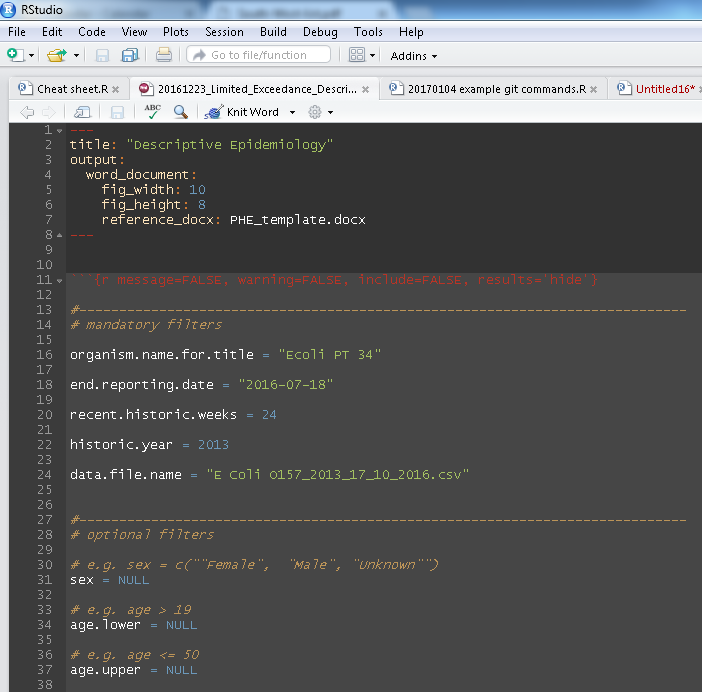 RStudio
File Edit Code View Plots Session Build Debug Tools Help
Go to file/function Addins
Cheat sheet.R 20161223_Limited_Exceedance_Descri... 20170104 example git commands.R Untitled16*
ABC Knit Word
1 ---
2 title: "Descriptive Epidemiology"
3 output:
4 word_document:
5 fig_width: 10
6 fig_height: 8
7 reference_docx: PHE_template.docx
8 ---
9
10
11 ```{r message=FALSE, warning=FALSE, include=FALSE, results='hide'}
12
13 #------------------------------------------------------------------------------
14 # mandatory filters
15
16 organism.name.for.title = "Ecoli PT 34"
17
18 end.reporting.date = "2016-07-18"
19
20 recent.historic.weeks = 24
21
22 historic.year = 2013
23
24 data.file.name = "E Coli O157_2013_17_10_2016.csv"
25
26
27 #------------------------------------------------------------------------------
28 # optional filters
29
30 # e.g. sex = c(""Female", "Male", "Unknown"")
31 sex = NULL
32
33 # e.g. age > 19
34 age.lower = NULL
35
36 # e.g. age <= 50
37 age.upper = NULL
38